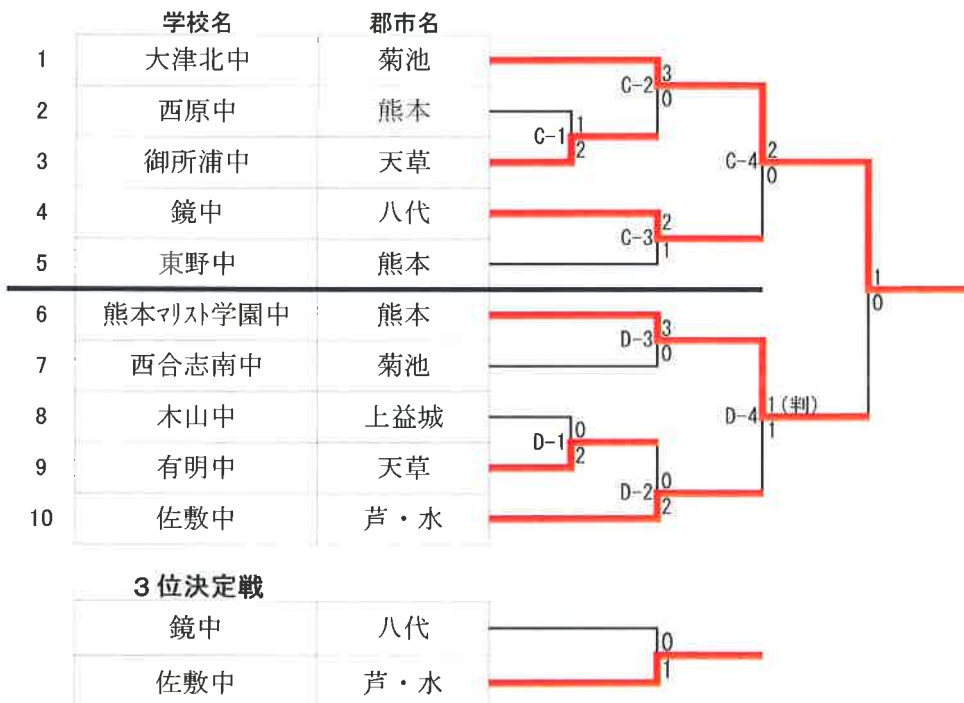 学校名 郡市名
1 大津北中 菊池
2 西原中 熊本
3 御所浦中 天草
4 鏡中 八代
5 東野中 熊本
6 熊本マリスト学園中 熊本
7 西合志南中 菊池
8 木山中 上益城
9 有明中 天草
10 佐敷中 芦・水
C-2 3 0
C-1 1 2
C-4 2 0
C-3 2 1
1 0
D-3 3 0
D-4 1(判) 1
D-1 0 2
D-2 0 2
3位決定戦
鏡中 八代 0
佐敷中 芦・水 1